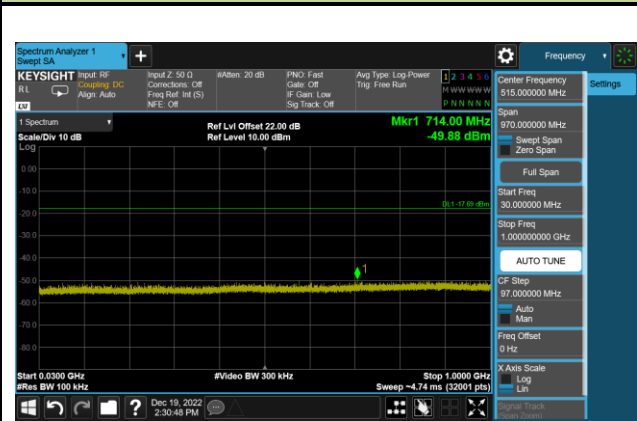 Spectrum Analyzer 1
Swept SA
Frequency
KEYSIGHT
RL
Input: RF
Coupling: DC
Align: Auto
Input Z: 50 Ω
Corrections: Off
Freq Ref: Int (S)
NFE: Off
#Atten: 20 dB
PNO: Fast
Gate: Off
IF Gain: Low
Sig Track: Off
Avg Type: Log-Power
Trig: Free Run
1 2 3 4 5 6
M W W W W W
P N N N N N
1 Spectrum
Scale/Div 10 dB
Log
Ref Lvl Offset 22.00 dB
Ref Level 10.00 dBm
Mkr1 714.00 MHz
-49.88 dBm
0.00
-10.0
-20.0
-30.0
-40.0
-50.0
-60.0
-70.0
-80.0
DL1 -17.69 dBm
1
Start 0.0300 GHz
#Res BW 100 kHz
#Video BW 300 kHz
Stop 1.0000 GHz
Sweep ~4.74 ms (32001 pts)
Dec 19, 2022
2:30:48 PM
Settings
Center Frequency
515.000000 MHz
Span
970.000000 MHz
Swept Span
Zero Span
Full Span
Start Freq
30.000000 MHz
Stop Freq
1.000000000 GHz
AUTO TUNE
CF Step
97.000000 MHz
Auto
Man
Freq Offset
0 Hz
X Axis Scale
Log
Lin
Signal Track
(Span Zoom)